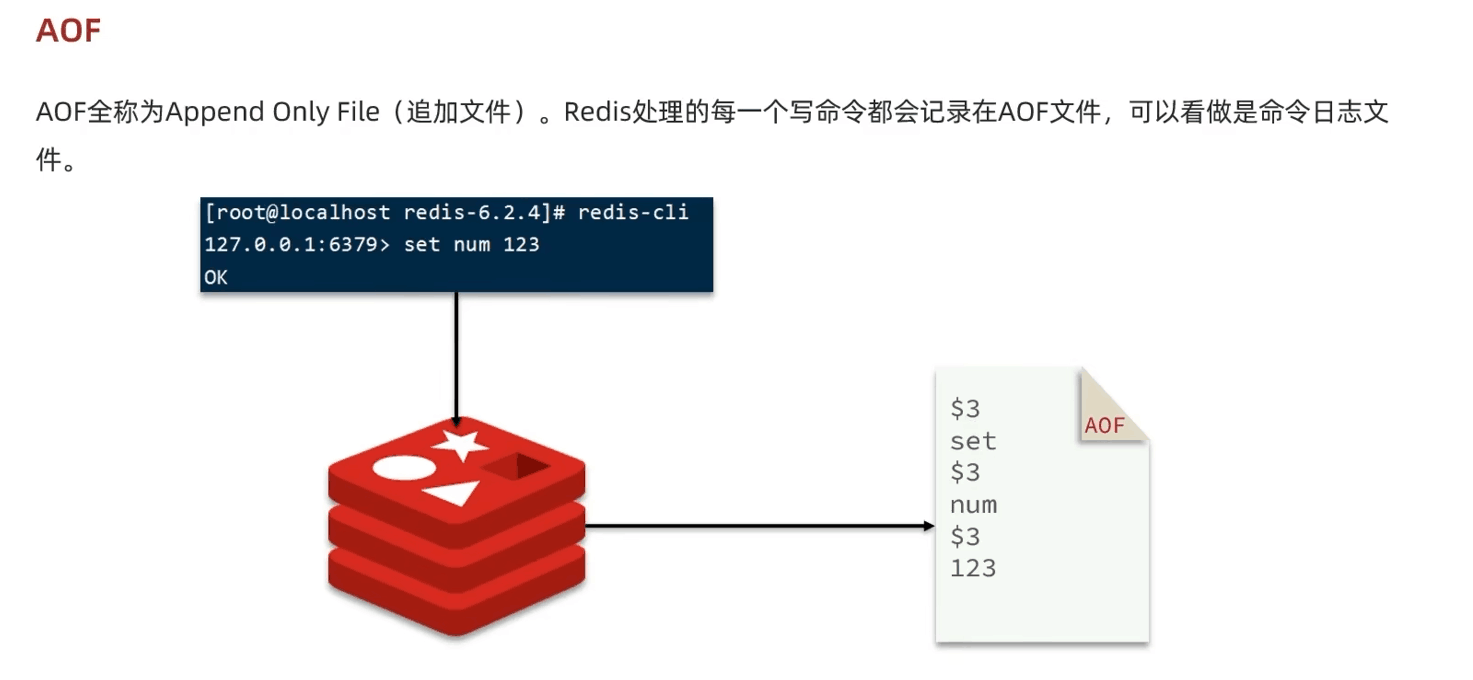 AOF
AOF全称为Append Only File（追加文件）。Redis处理的每一个写命令都会记录在AOF文件，可以看做是命令日志文
件。
[root@localhost redis-6.2.4]# redis-cli
127.0.0.1:6379> set num 123
OK
AOF
$3
set
$3
num
$3
123